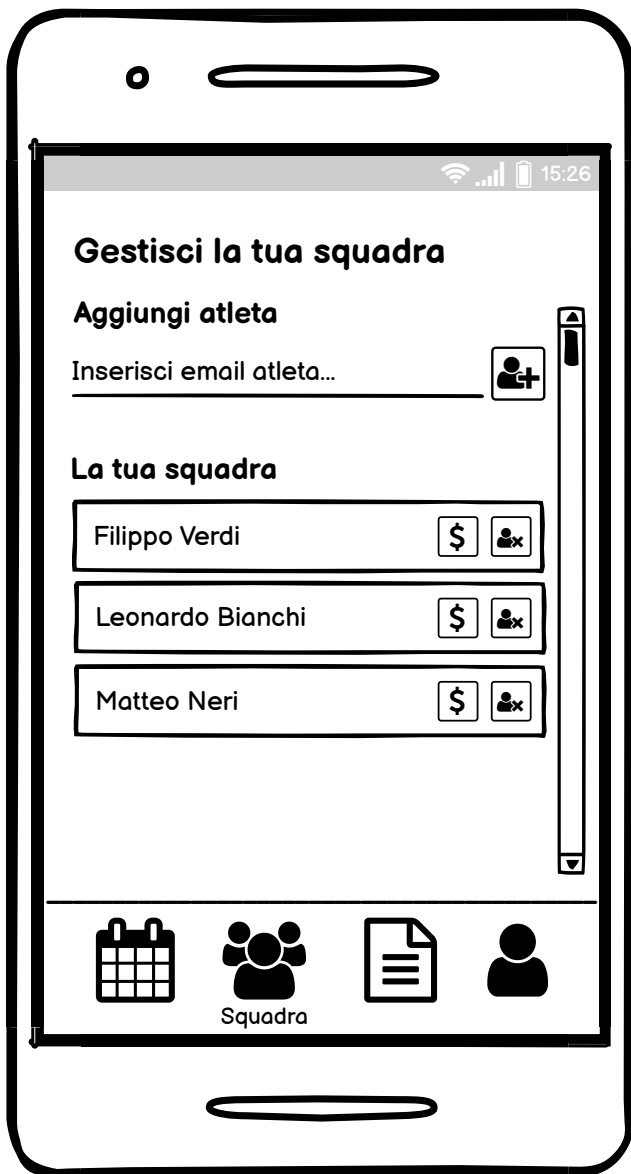 15:26
Gestisci la tua squadra
Aggiungi atleta
Inserisci email atleta...
La tua squadra
Filippo Verdi $
Leonardo Bianchi $
Matteo Neri $
Squadra